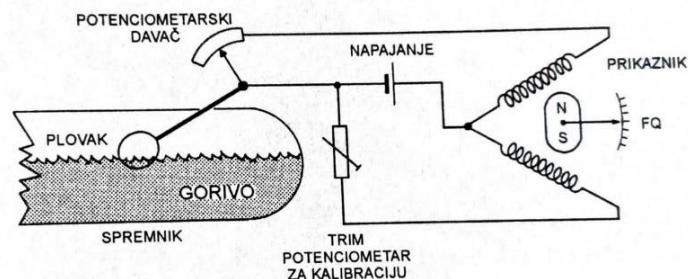 POTENCIOMETARSKI
DAVAČ
NAPAJANJE
PRIKAZNIK
PLOVAK
N
S
FQ
GORIVO
SPREMNIK
TRIM
POTENCIOMETAR
ZA KALIBRACIJU